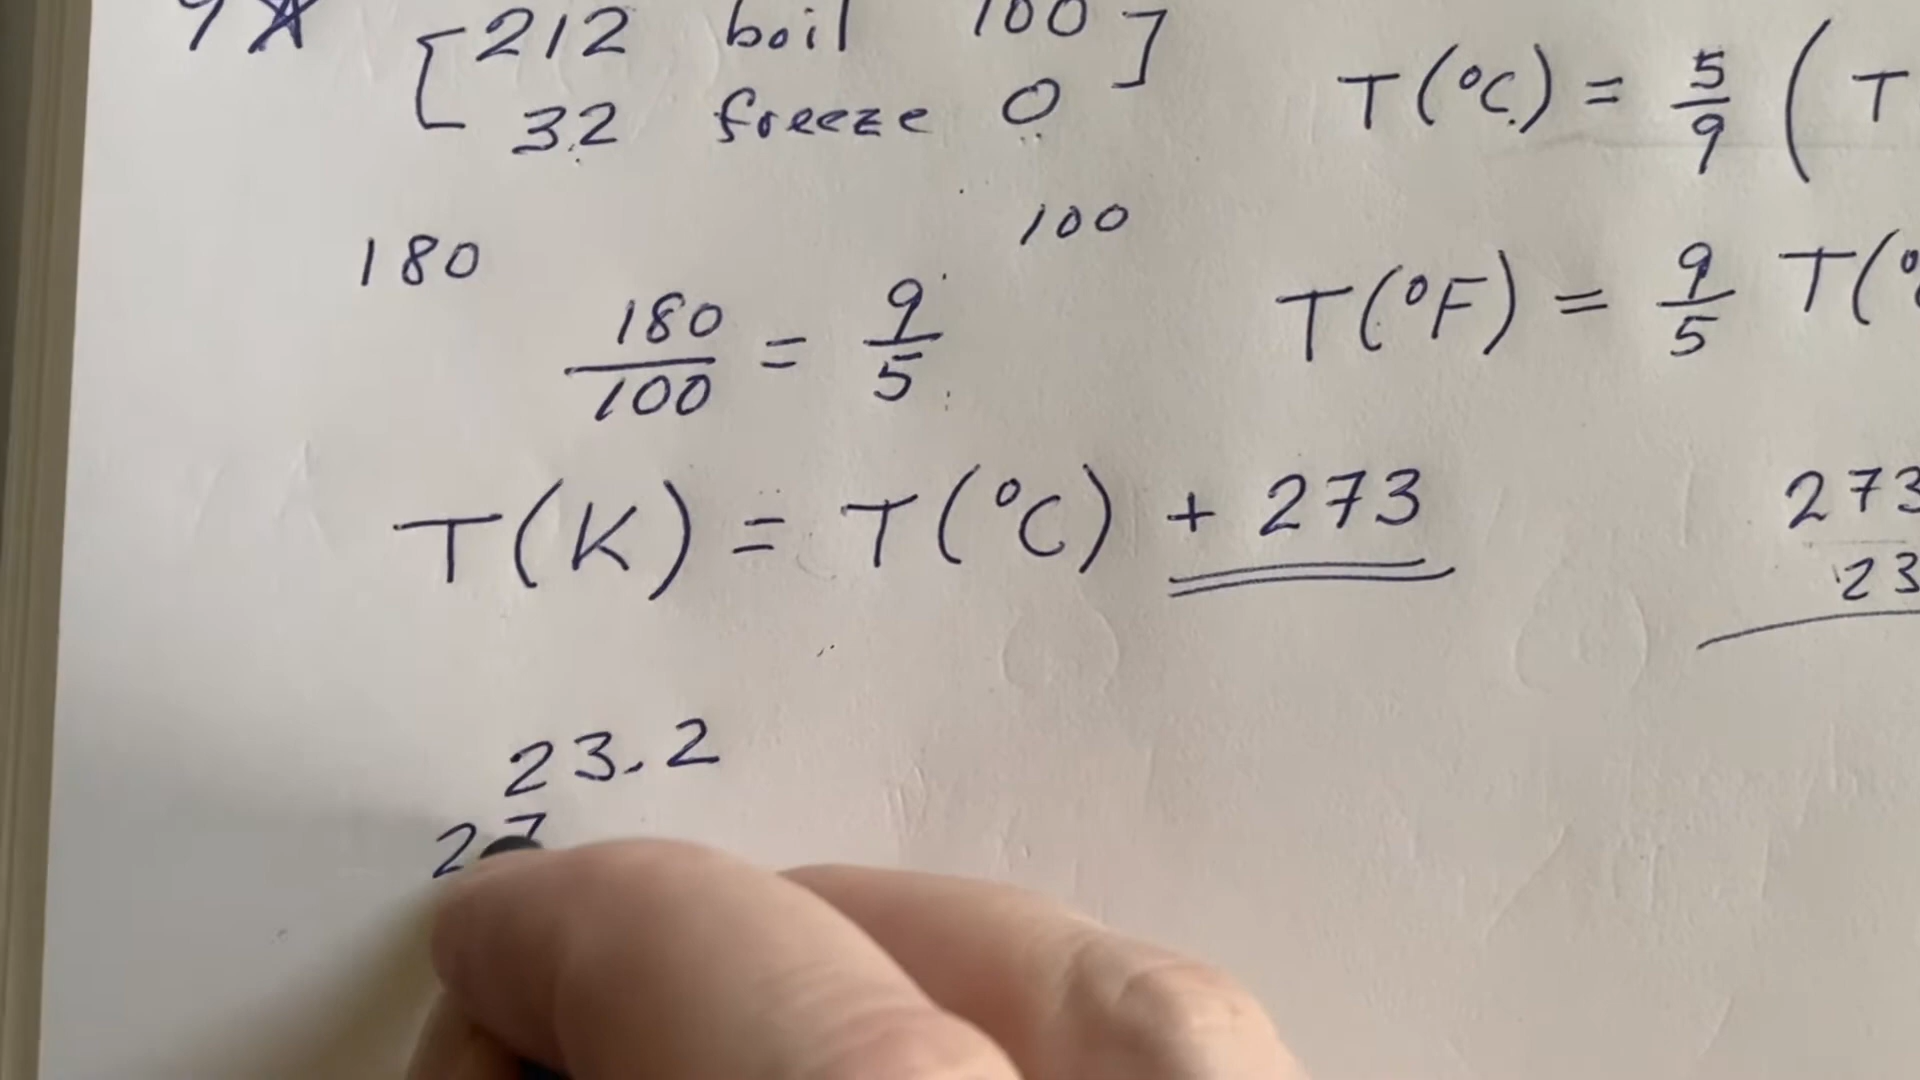 [212 boil 100]
32 freeze 0
T(°C) = 5/9 (T
180
100
180/100 = 9/5
T(°F) = 9/5 T(°
T(K) = T(°C) + 273
273
23
23.2
27